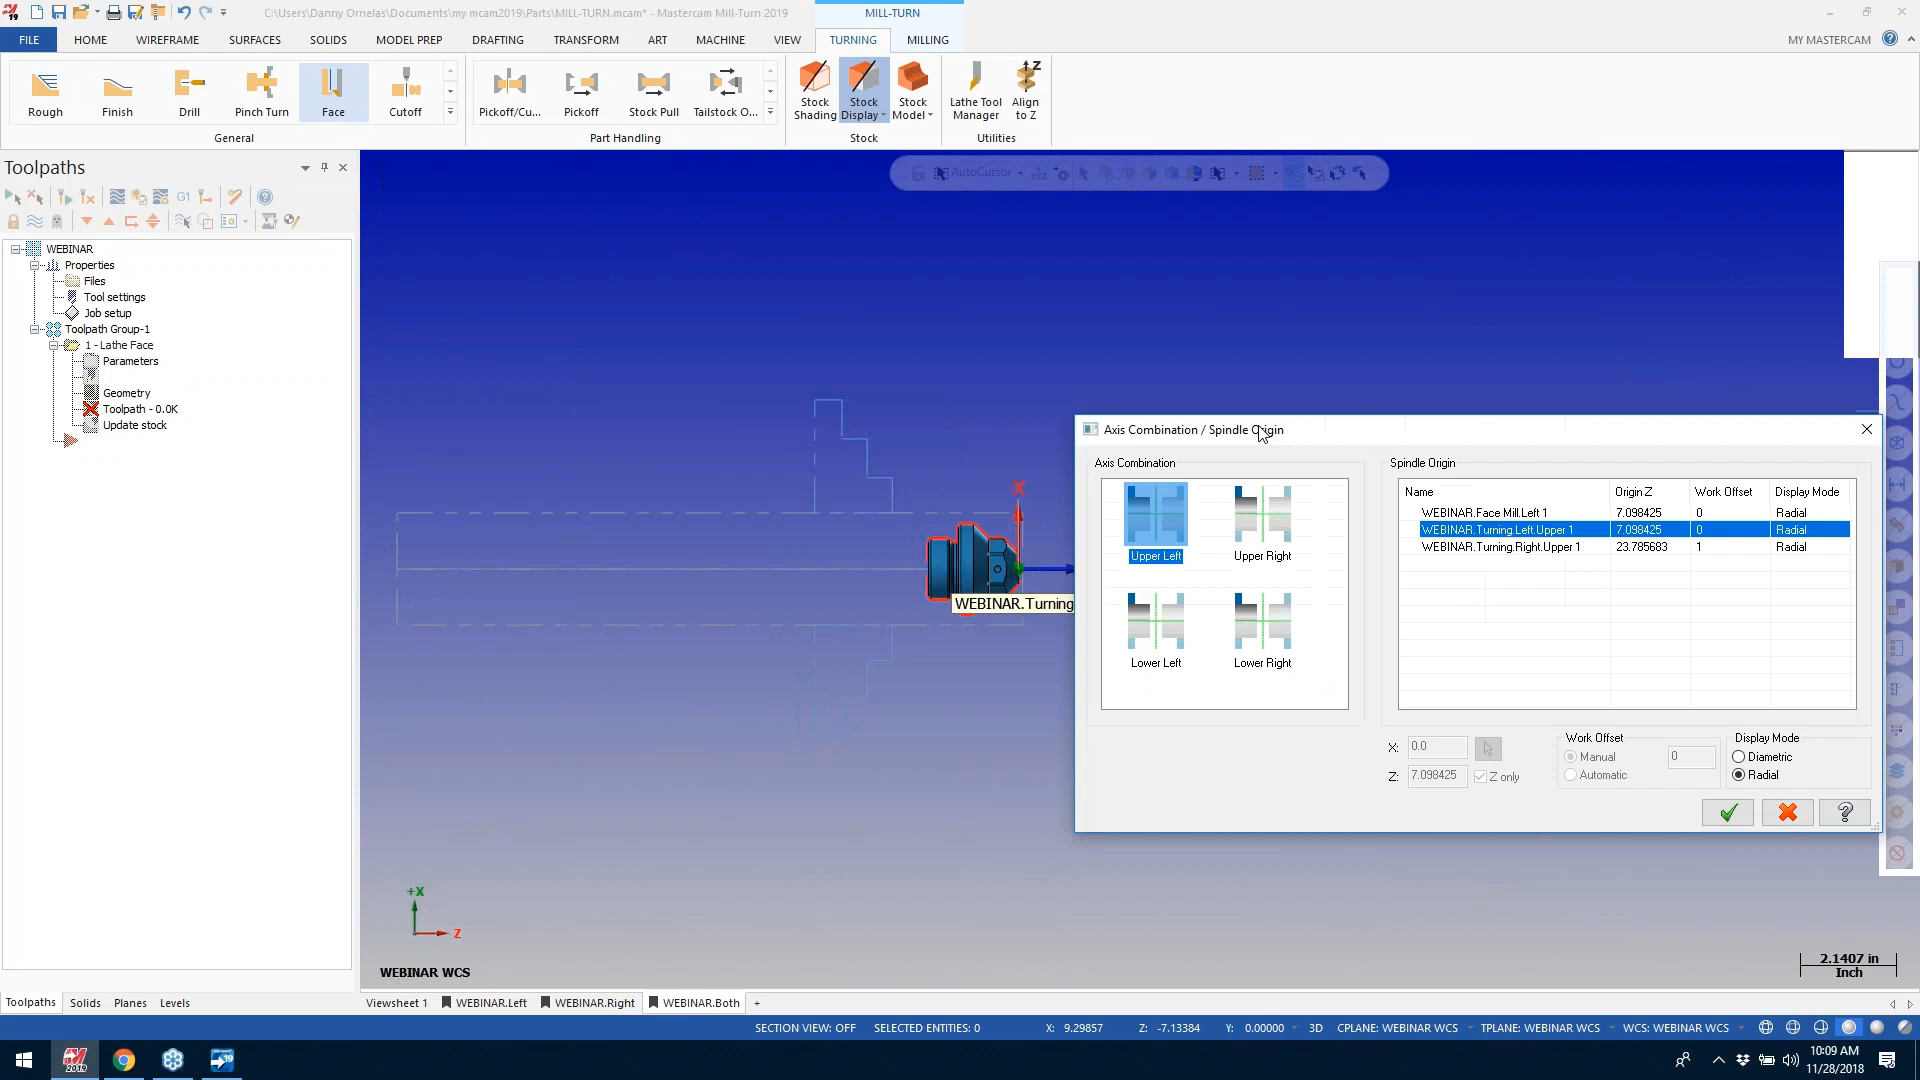 C:\Users\Danny Ornelas\Documents\my mcam2019\Parts\MILL-TURN.mcam* - Mastercam Mill-Turn 2019
MILL-TURN
FILE HOME WIREFRAME SURFACES SOLIDS MODEL PREP DRAFTING TRANSFORM ART MACHINE VIEW TURNING MILLING MY MASTERCAM
Rough Finish Drill Pinch Turn Face Cutoff
Pickoff/Cu... Pickoff Stock Pull Tailstock O...
Stock Shading
Stock Display
Stock Model
Lathe Tool Manager
Align to Z
General Part Handling Stock Utilities
Toolpaths
AutoCursor
G1
WEBINAR
Properties
Files
Tool settings
Job setup
Toolpath Group-1
1 - Lathe Face
Parameters
Geometry
Toolpath - 0.0K
Update stock
X
WEBINAR.Turning
Axis Combination / Spindle Origin
Axis Combination
Upper Left Upper Right
Lower Left Lower Right
Spindle Origin
Name Origin Z Work Offset Display Mode
WEBINAR.Face Mill.Left 1 7.098425 0 Radial
WEBINAR.Turning.Left.Upper 1 7.098425 0 Radial
WEBINAR.Turning.Right.Upper 1 23.785683 1 Radial
X: 0.0
Z: 7.098425 Z only
Work Offset
Manual 0
Automatic
Display Mode
Diametric
Radial
+X
Z
WEBINAR WCS
2.1407 in
Inch
Toolpaths Solids Planes Levels
Viewsheet 1 WEBINAR.Left WEBINAR.Right WEBINAR.Both +
SECTION VIEW: OFF SELECTED ENTITIES: 0 X: 9.29857 Z: -7.13384 Y: 0.00000 3D CPLANE: WEBINAR WCS TPLANE: WEBINAR WCS WCS: WEBINAR WCS
2019
19
10:09 AM
11/28/2018